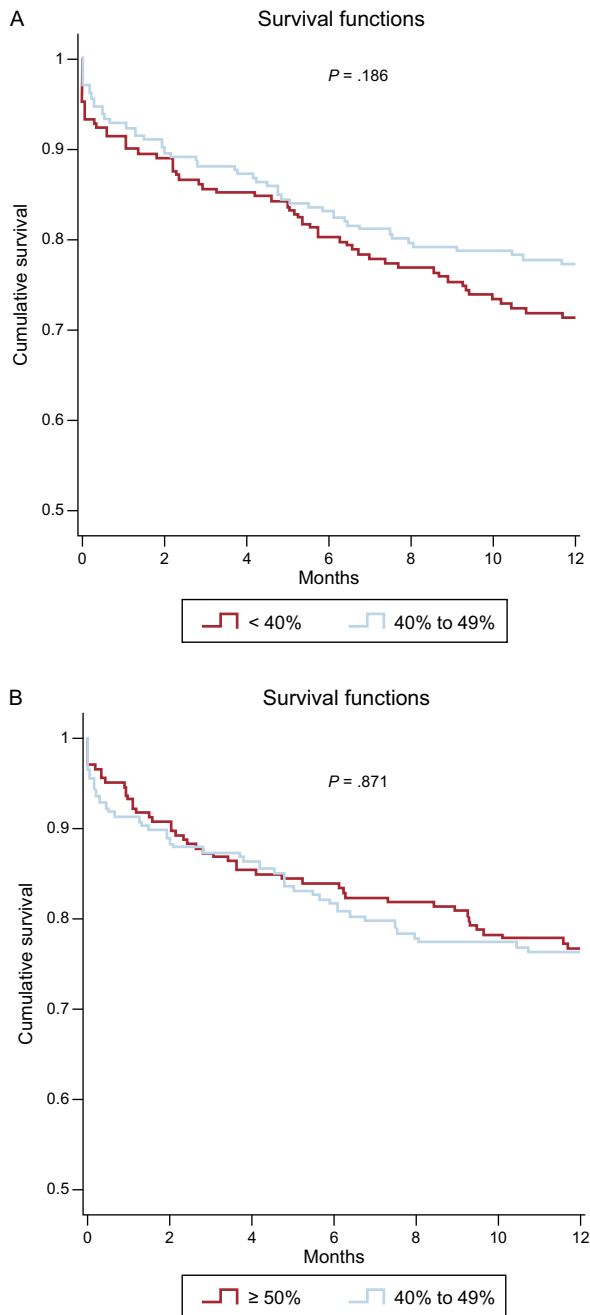 A
Survival functions
P = .186
1
0.9
0.8
0.7
0.6
0.5
Cumulative survival
0 2 4 6 8 10 12
Months
< 40% 40% to 49%
B
Survival functions
P = .871
1
0.9
0.8
0.7
0.6
0.5
Cumulative survival
0 2 4 6 8 10 12
Months
≥ 50% 40% to 49%